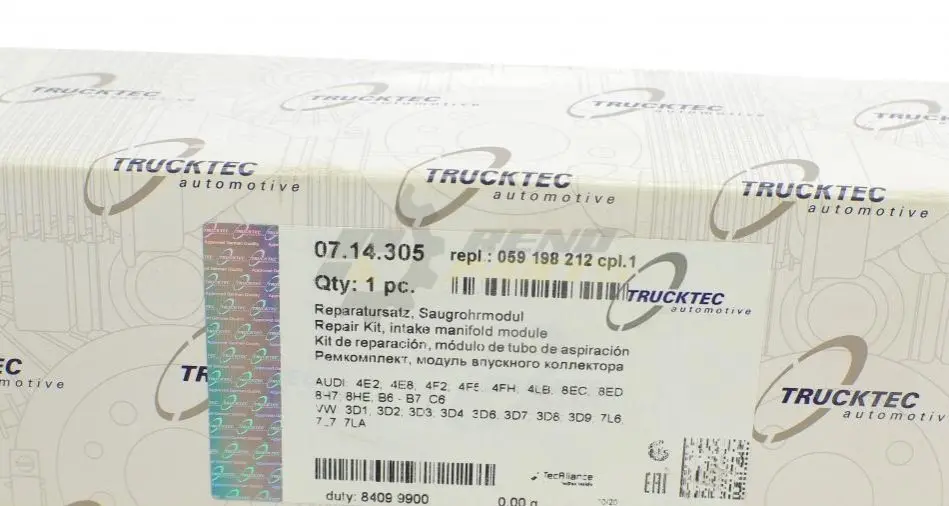 TRUCKTEC
automotive
TRUCKTEC
automotive
TRUCKTEC
automotive
TRUCKTEC
automotive
TRUCKTEC
automotive
TRUCKTEC
automotive
TRUCKTEC
automotive
07.14.305 repl.: 059 198 212 cpl.1
Qty: 1 pc.
TRUCKTEC
Reparatursatz, Saugrohrmodul
Repair Kit, intake manifold module
Kit de reparación, módulo de tubo de aspiración
Ремкомплект, модуль впускного коллектора
AUDI: 4E2, 4E8, 4F2, 4F5, 4FH, 4LB, 8EC, 8ED
8H7, 8HE, B6 - B7, C6
VW: 3D1, 3D2, 3D3, 3D4, 3D6, 3D7, 3D8, 3D9, 7L6,
7LA
TRUCKTEC
automotive
TRUCKTEC
TecAlliance
EAC
duty: 8409 9900 0.00 g 10/20